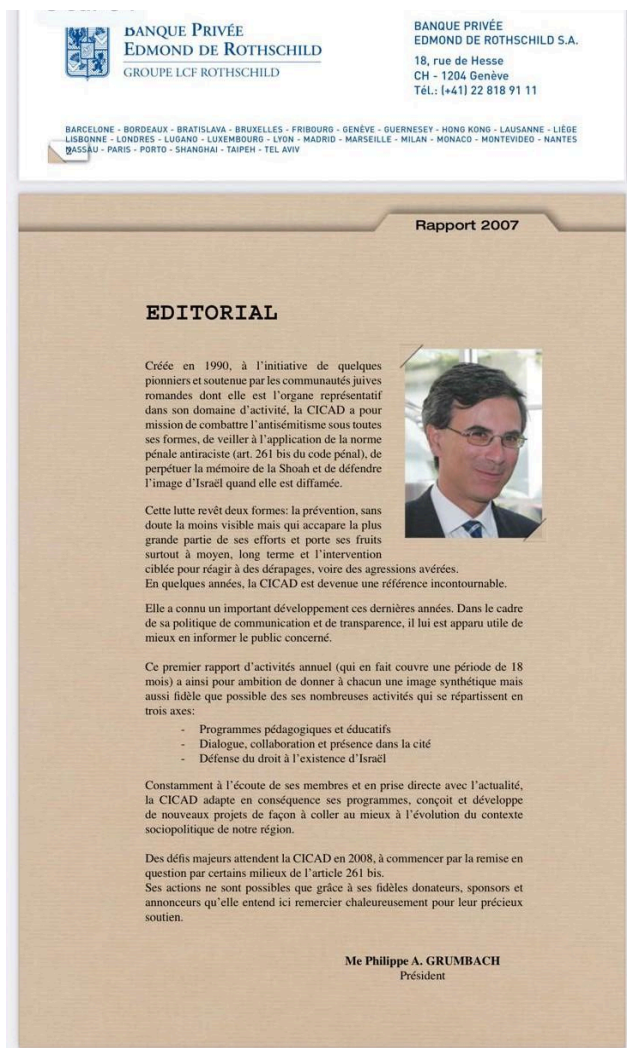 BANQUE PRIVÉE
EDMOND DE ROTHSCHILD
GROUPE LCF ROTHSCHILD
BANQUE PRIVÉE
EDMOND DE ROTHSCHILD S.A.
18, rue de Hesse
CH - 1204 Genève
Tél.: (+41) 22 818 91 11
BARCELONE - BORDEAUX - BRATISLAVA - BRUXELLES - FRIBOURG - GENÈVE - GUERNESEY - HONG KONG - LAUSANNE - LIÈGE
LISBONNE - LONDRES - LUGANO - LUXEMBOURG - LYON - MADRID - MARSEILLE - MILAN - MONACO - MONTEVIDEO - NANTES
NASSAU - PARIS - PORTO - SHANGHAI - TAIPEH - TEL AVIV
Rapport 2007
EDITORIAL
Créée en 1990, à l'initiative de quelques
pionniers et soutenue par les communautés juives
romandes dont elle est l'organe représentatif
dans son domaine d'activité, la CICAD a pour
mission de combattre l'antisémitisme sous toutes
ses formes, de veiller à l'application de la norme
pénale antiraciste (art. 261 bis du code pénal), de
perpétuer la mémoire de la Shoah et de défendre
l'image d'Israël quand elle est diffamée.
Cette lutte revêt deux formes: la prévention, sans
doute la moins visible mais qui accapare la plus
grande partie de ses efforts et porte ses fruits
surtout à moyen, long terme et l'intervention
ciblée pour réagir à des dérapages, voire des agressions avérées.
En quelques années, la CICAD est devenue une référence incontournable.
Elle a connu un important développement ces dernières années. Dans le cadre
de sa politique de communication et de transparence, il lui est apparu utile de
mieux en informer le public concerné.
Ce premier rapport d'activités annuel (qui en fait couvre une période de 18
mois) a ainsi pour ambition de donner à chacun une image synthétique mais
aussi fidèle que possible des ses nombreuses activités qui se répartissent en
trois axes:
- Programmes pédagogiques et éducatifs
- Dialogue, collaboration et présence dans la cité
- Défense du droit à l'existence d'Israël
Constamment à l'écoute de ses membres et en prise directe avec l'actualité,
la CICAD adapte en conséquence ses programmes, conçoit et développe
de nouveaux projets de façon à coller au mieux à l'évolution du contexte
sociopolitique de notre région.
Des défis majeurs attendent la CICAD en 2008, à commencer par la remise en
question par certains milieux de l'article 261 bis.
Ses actions ne sont possibles que grâce à ses fidèles donateurs, sponsors et
annonceurs qu'elle entend ici remercier chaleureusement pour leur précieux
soutien.
Me Philippe A. GRUMBACH
Président